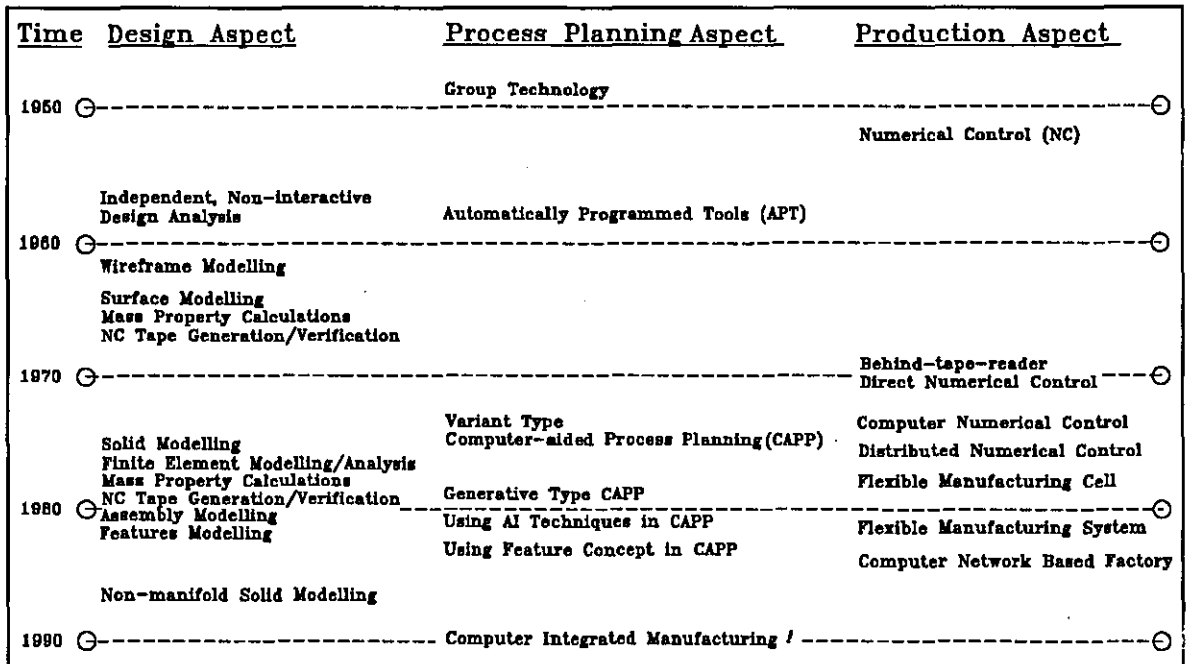 Time Design Aspect Process Planning Aspect Production Aspect
Group Technology
1950
Numerical Control (NC)
Independent, Non-interactive
Design Analysis
Automatically Programmed Tools (APT)
1960
Wireframe Modelling
Surface Modelling
Mass Property Calculations
NC Tape Generation/Verification
Behind-tape-reader
1970 Direct Numerical Control
Variant Type
Computer-aided Process Planning(CAPP)
Computer Numerical Control
Solid Modelling
Finite Element Modelling/Analysis
Distributed Numerical Control
Mass Property Calculations
Flexible Manufacturing Cell
NC Tape Generation/Verification
Generative Type CAPP
1980
Assembly Modelling
Using AI Techniques in CAPP
Features Modelling
Flexible Manufacturing System
Using Feature Concept in CAPP
Computer Network Based Factory
Non-manifold Solid Modelling
1990 Computer Integrated Manufacturing !